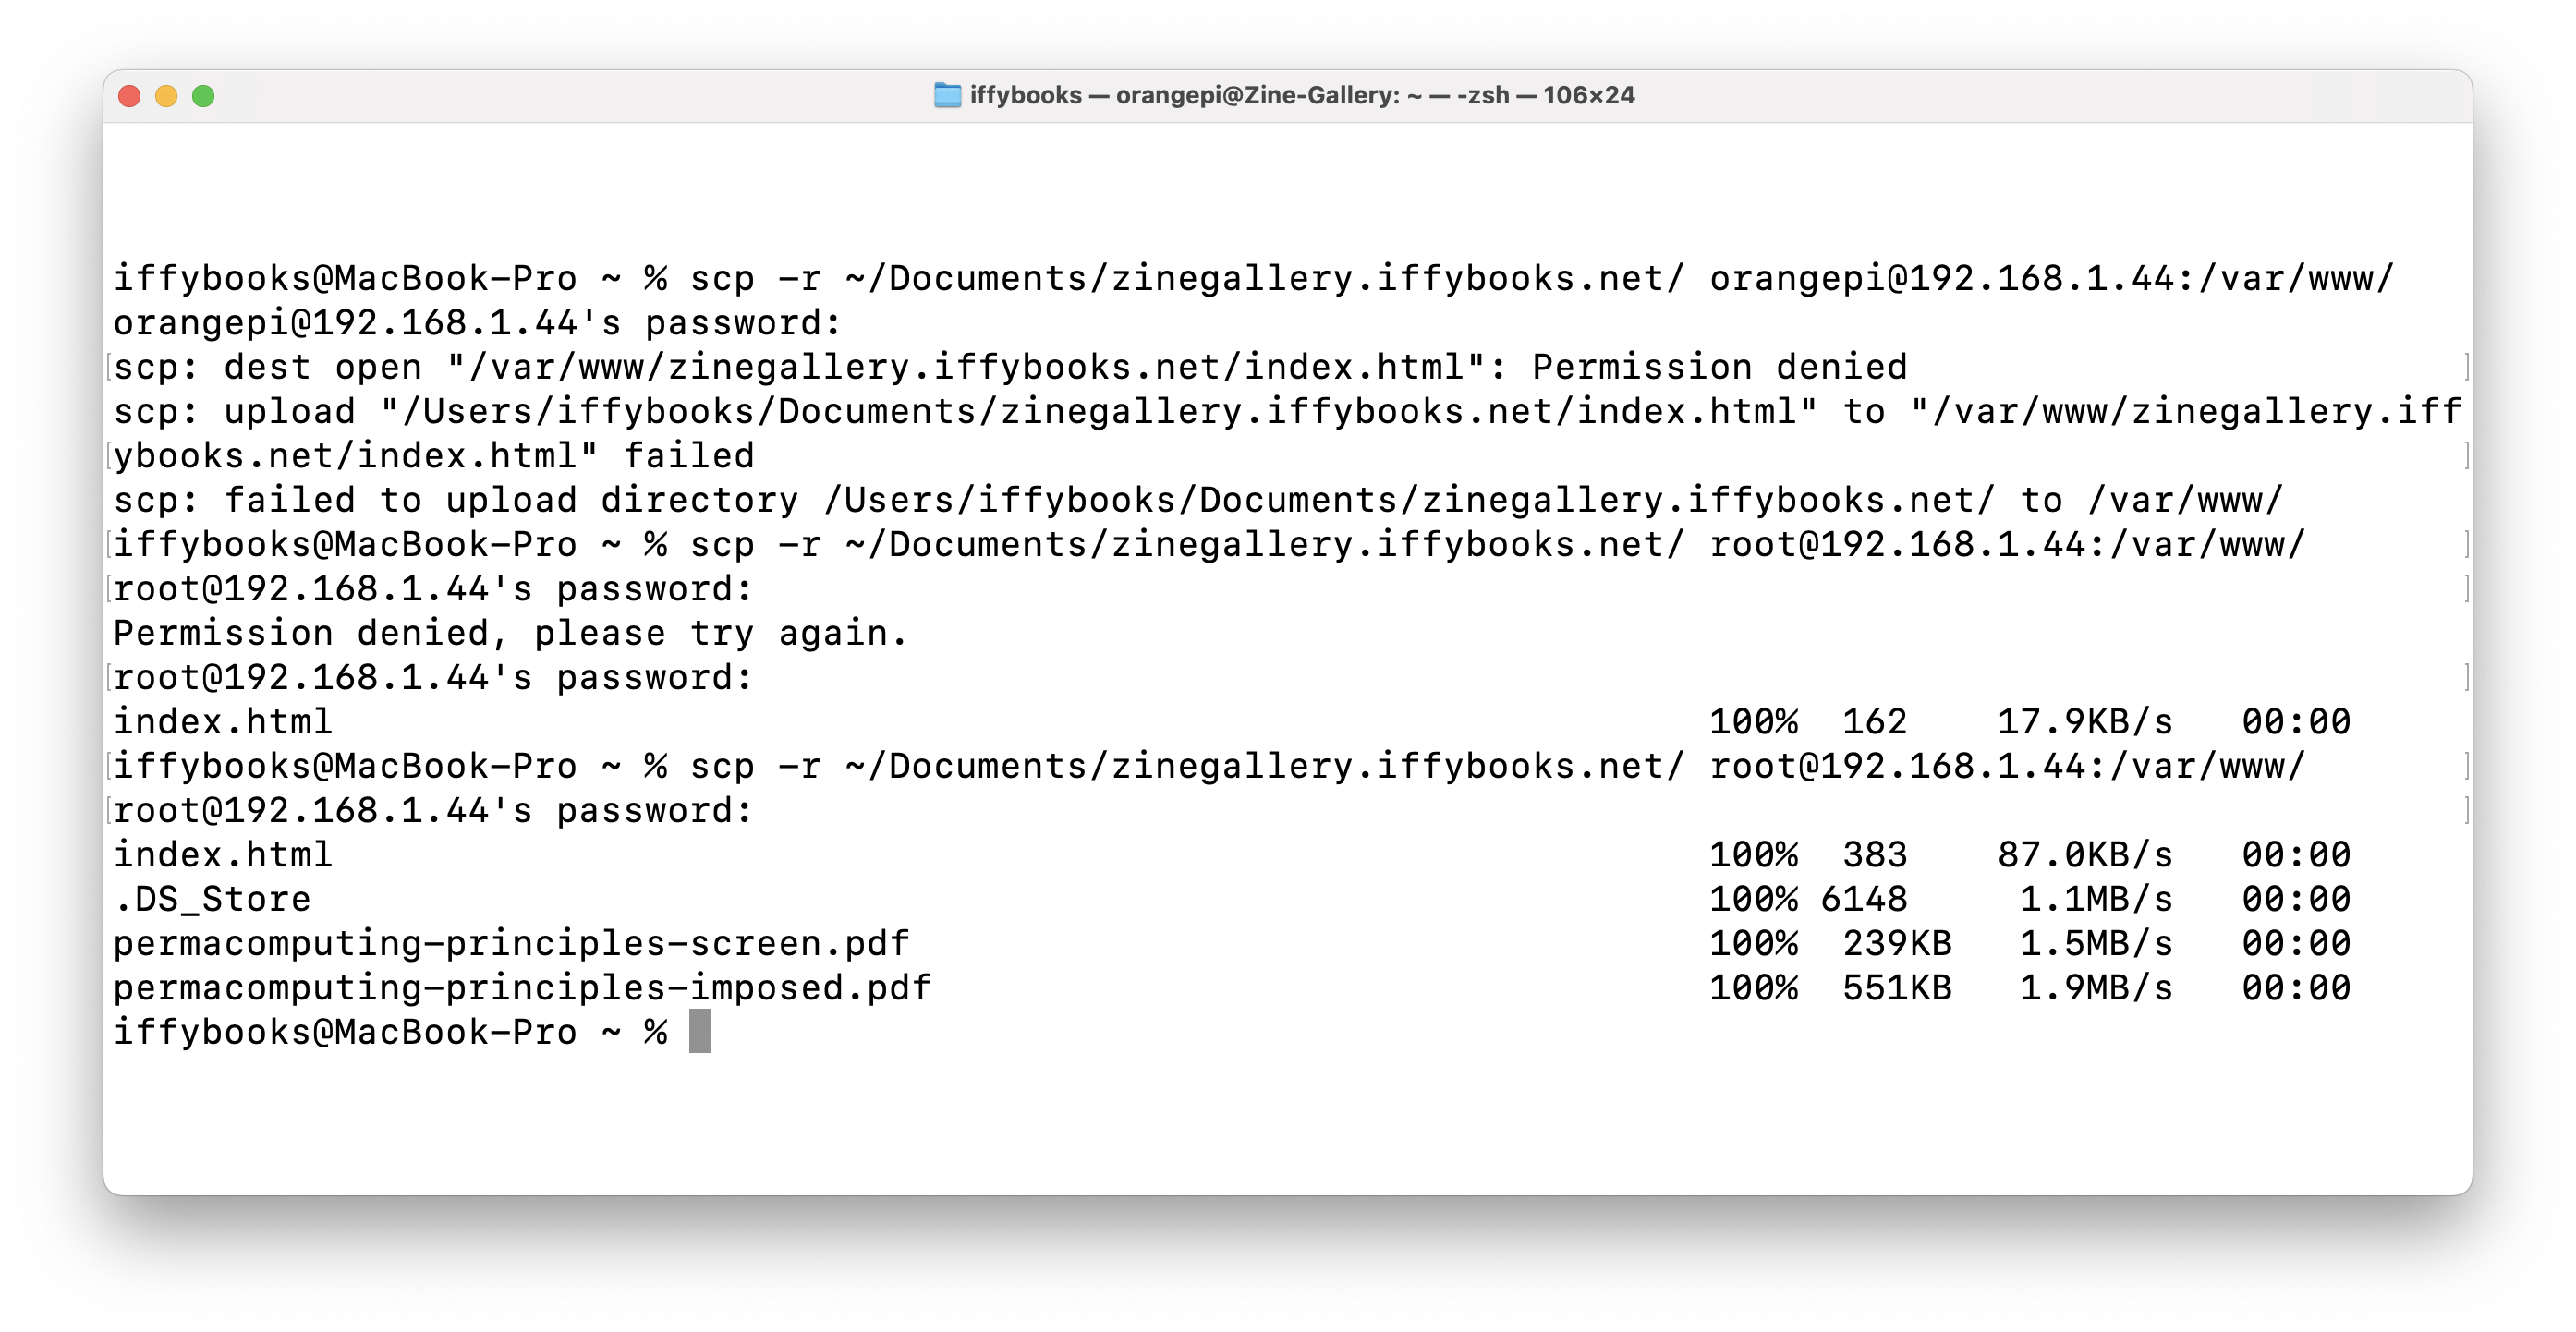 iffybooks — orangepi@Zine-Gallery: ~ — -zsh — 106×24
iffybooks@MacBook-Pro ~ % scp -r ~/Documents/zinegallery.iffybooks.net/ orangepi@192.168.1.44:/var/www/
orangepi@192.168.1.44's password:
[scp: dest open "/var/www/zinegallery.iffybooks.net/index.html": Permission denied ]
scp: upload "/Users/iffybooks/Documents/zinegallery.iffybooks.net/index.html" to "/var/www/zinegallery.iff
[ybooks.net/index.html" failed ]
scp: failed to upload directory /Users/iffybooks/Documents/zinegallery.iffybooks.net/ to /var/www/
[iffybooks@MacBook-Pro ~ % scp -r ~/Documents/zinegallery.iffybooks.net/ root@192.168.1.44:/var/www/ ]
[root@192.168.1.44's password: ]
Permission denied, please try again.
[root@192.168.1.44's password: ]
index.html 100% 162 17.9KB/s 00:00
[iffybooks@MacBook-Pro ~ % scp -r ~/Documents/zinegallery.iffybooks.net/ root@192.168.1.44:/var/www/ ]
[root@192.168.1.44's password: ]
index.html 100% 383 87.0KB/s 00:00
.DS_Store 100% 6148 1.1MB/s 00:00
permacomputing-principles-screen.pdf 100% 239KB 1.5MB/s 00:00
permacomputing-principles-imposed.pdf 100% 551KB 1.9MB/s 00:00
iffybooks@MacBook-Pro ~ %